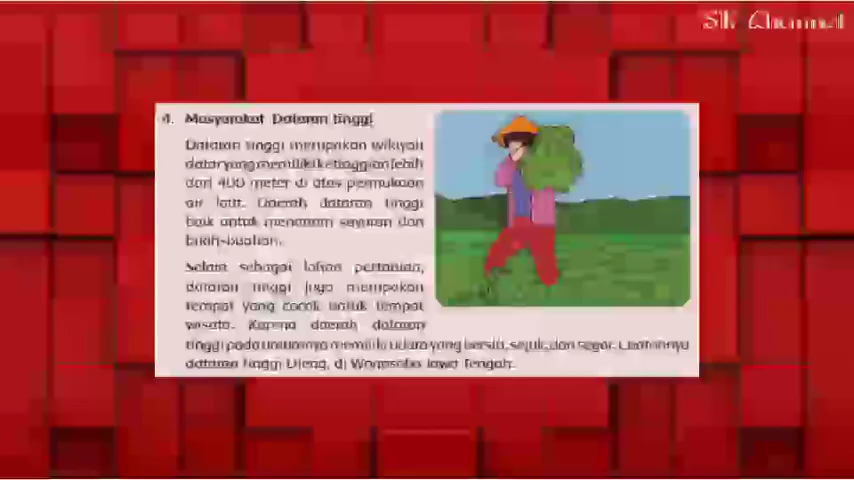 4. Masyarakat Dataran tinggi
Dataran tinggi merupakan wilayah
datar yang memiliki ketinggian lebih
dari 400 meter di atas permukaan
air laut. Daerah dataran tinggi
baik untuk menanam sayuran dan
buah-buahan.
Selain sebagai lahan pertanian,
dataran tinggi juga merupakan
tempat yang cocok untuk tempat
wisata. Karena daerah dataran
tinggi pada umumnya memiliki udara yang bersih, sejuk, dan segar. Contohnya
dataran tinggi Dieng, di Wonosobo Jawa Tengah.